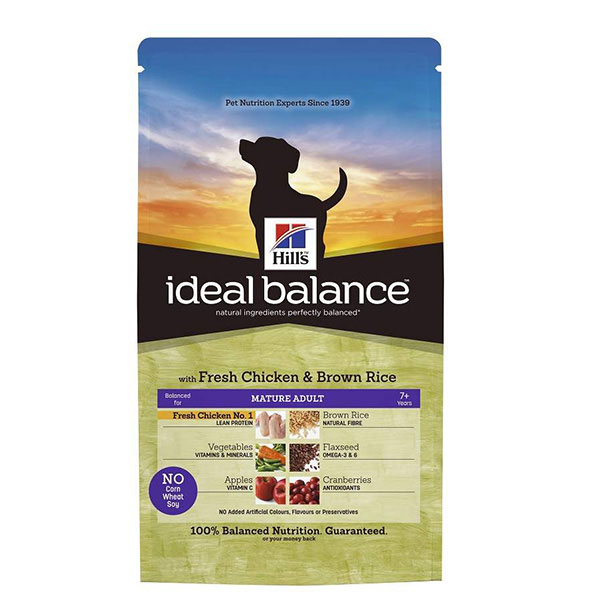 Pet Nutrition Experts Since 1939
Hill's™
ideal balance™
natural ingredients perfectly balanced*
with Fresh Chicken & Brown Rice
Balanced for
MATURE ADULT
7+ Years
Fresh Chicken No. 1
LEAN PROTEIN
Brown Rice
NATURAL FIBRE
Vegetables
VITAMINS & MINERALS
Flaxseed
OMEGA-3 & 6
Apples
VITAMIN C
Cranberries
ANTIOXIDANTS
NO
Corn
Wheat
Soy
NO Added Artificial Colours, Flavours or Preservatives
100% Balanced Nutrition. Guaranteed.
or your money back